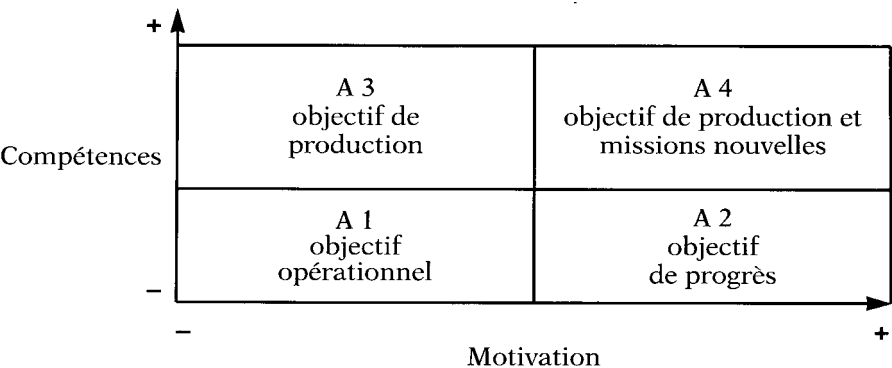 +
A 3
objectif de
production
A 4
objectif de production et
missions nouvelles
Compétences
A 1
objectif
opérationnel
A 2
objectif
de progrès
–
–
+
Motivation